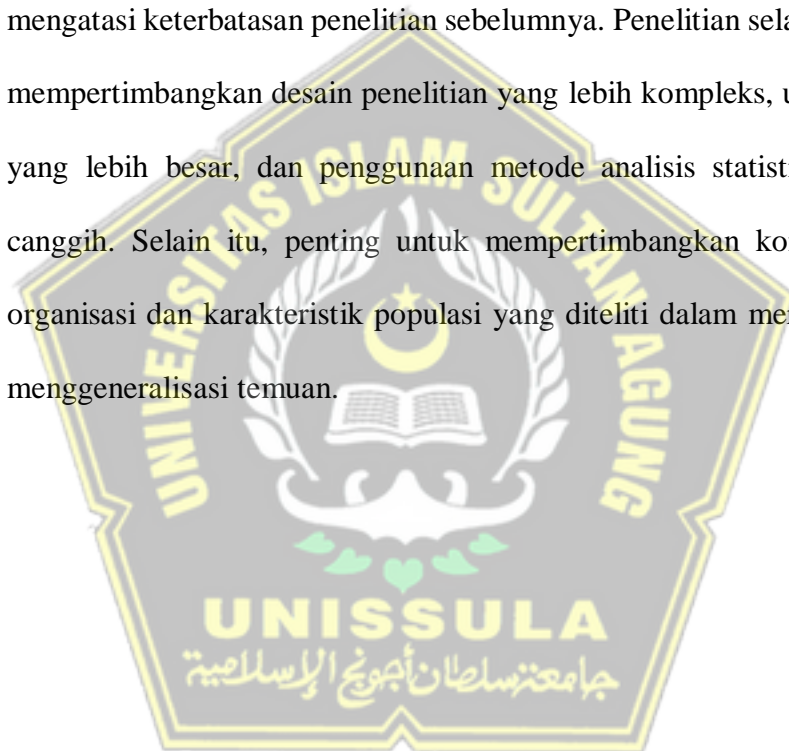 mengatasi keterbatasan penelitian sebelumnya. Penelitian sela
mempertimbangkan desain penelitian yang lebih kompleks, u
yang lebih besar, dan penggunaan metode analisis statist
canggih. Selain itu, penting untuk mempertimbangkan ko
organisasi dan karakteristik populasi yang diteliti dalam me
menggeneralisasi temuan.
UNIVERSITAS ISLAM SULTAN AGUNG
UNISSULA
جامعة سلطان أجونج الإسلامية